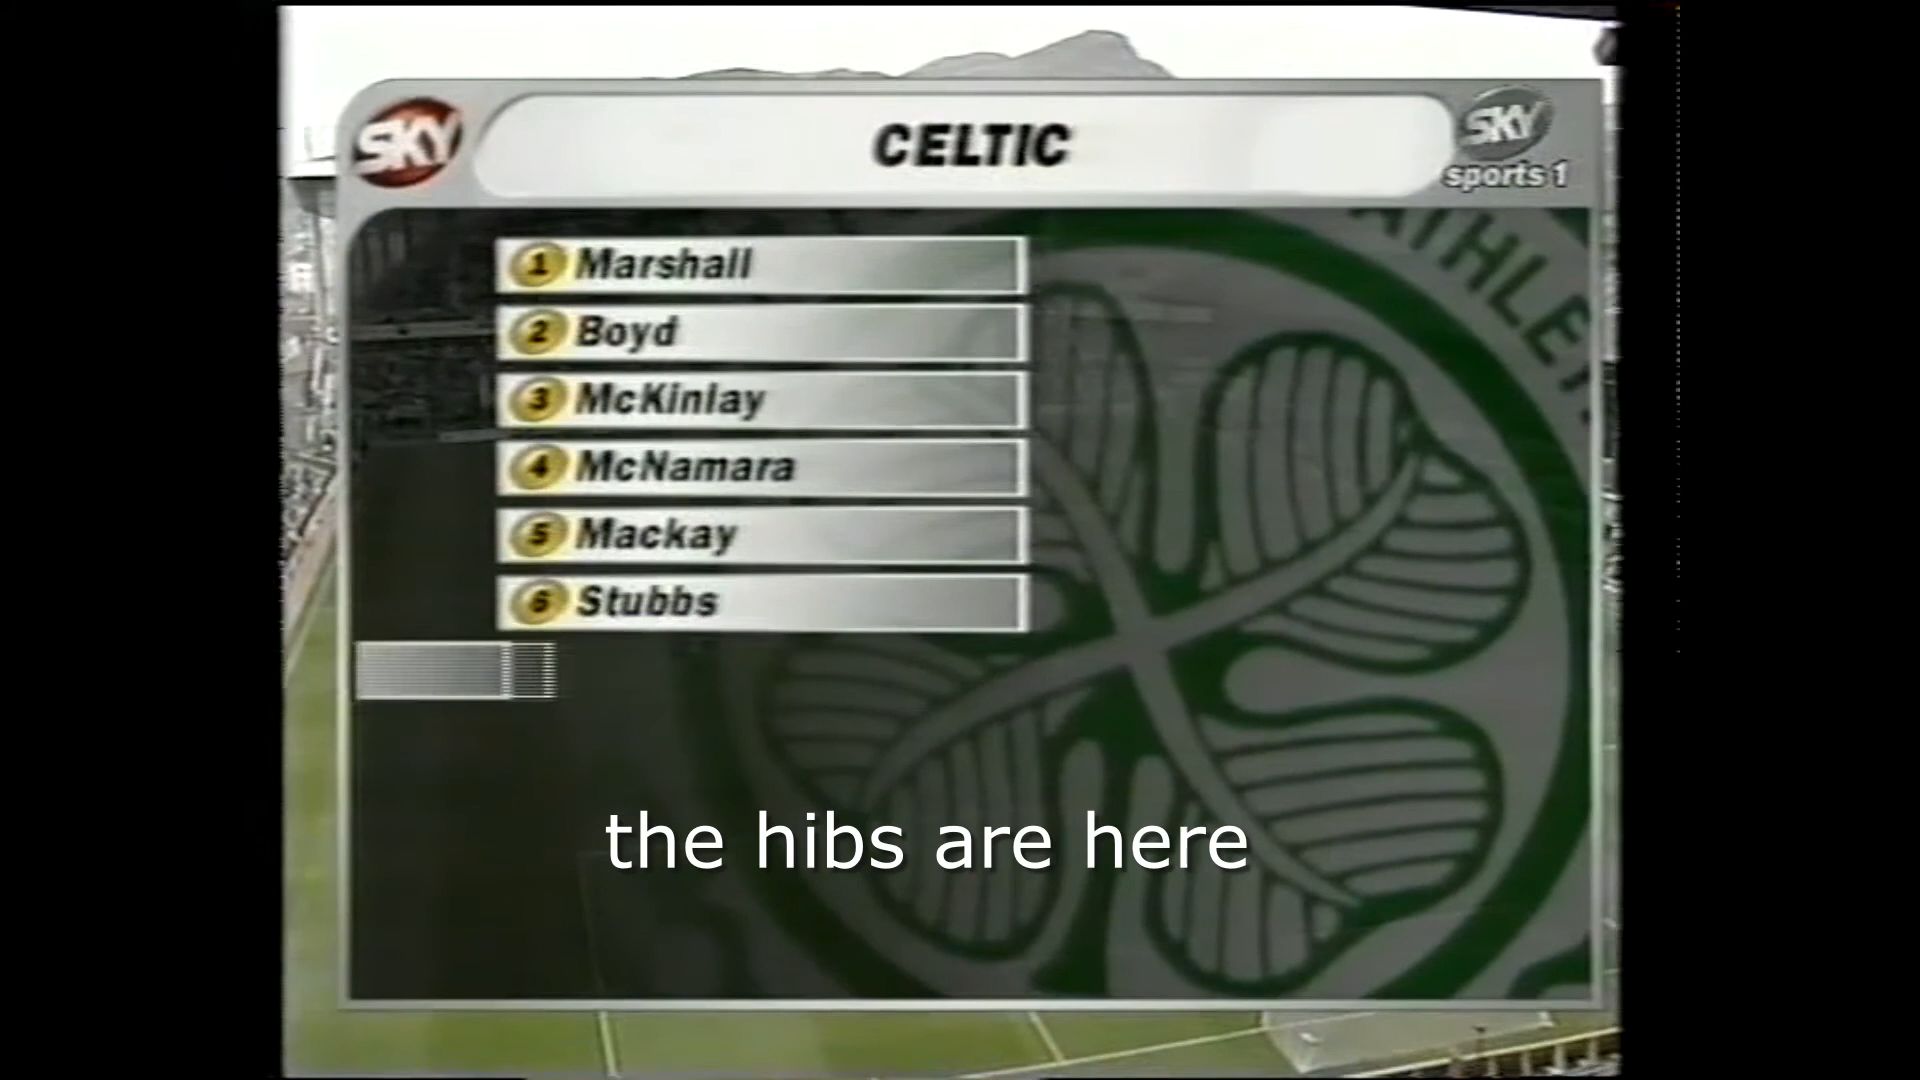 SKY
CELTIC
SKY
sports 1
ATHLE
1 Marshall
2 Boyd
3 McKinlay
4 McNamara
5 Mackay
6 Stubbs
the hibs are here